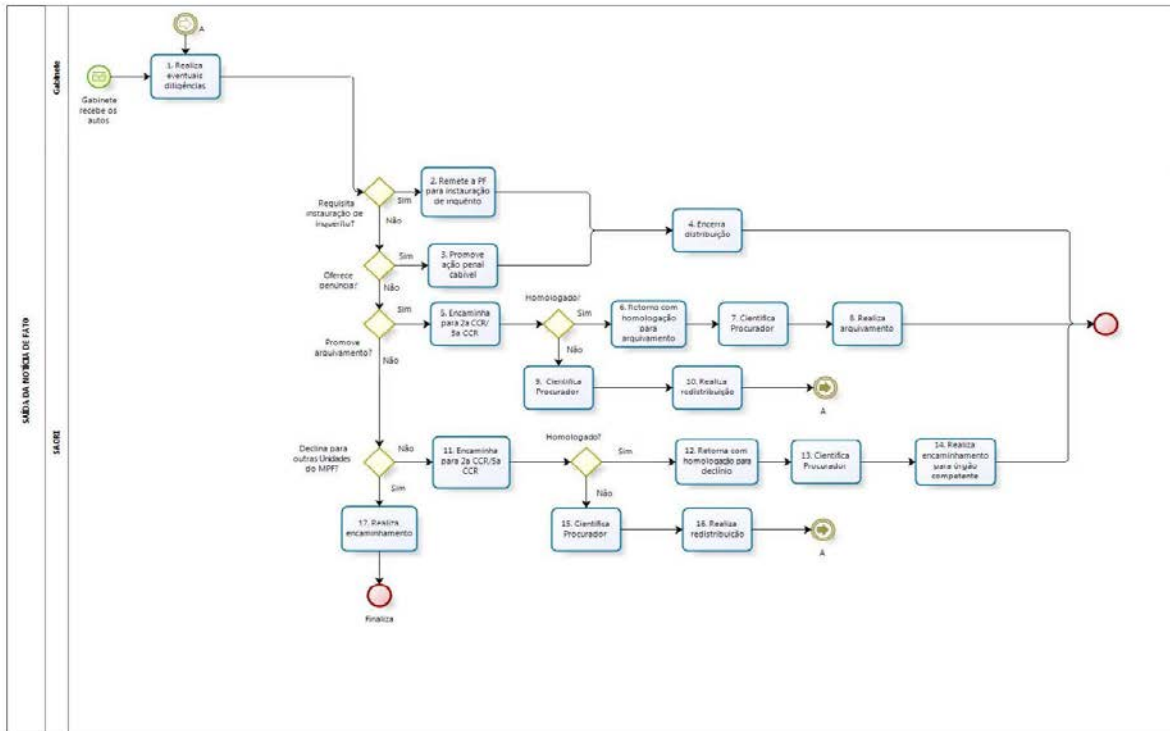 SAÍDA DA NOTÍCIA DE FATO
Gabinete
SACRI
A
Gabinete
recebe os
autos
1. Realiza
eventuais
diligências
Requisita
instauração de
inquérito?
Sim
Não
2. Remete a PF
para instauração
de inquérito
4. Encerra
distribuição
Oferece
denúncia?
Sim
Não
3. Promove
ação penal
cabível
Promove
arquivamento?
Sim
Não
5. Encaminha
para 2a CCR/
5a CCR
Homologado?
Sim
Não
6. Retorno com
homologação
para
arquivamento
7. Cientifica
Procurador
8. Realiza
arquivamento
9. Cientifica
Procurador
10. Realiza
redistribuição
A
Declina para
outras Unidades
do MPF?
Não
Sim
11. Encaminha
para 2a CCR/5a
CCR
Homologado?
Sim
Não
12. Retorna com
homologação para
declínio
13. Cientifica
Procurador
14. Realiza
encaminhamento
para órgão
competente
15. Cientifica
Procurador
16. Realiza
redistribuição
A
17. Realiza
encaminhamento
Finaliza